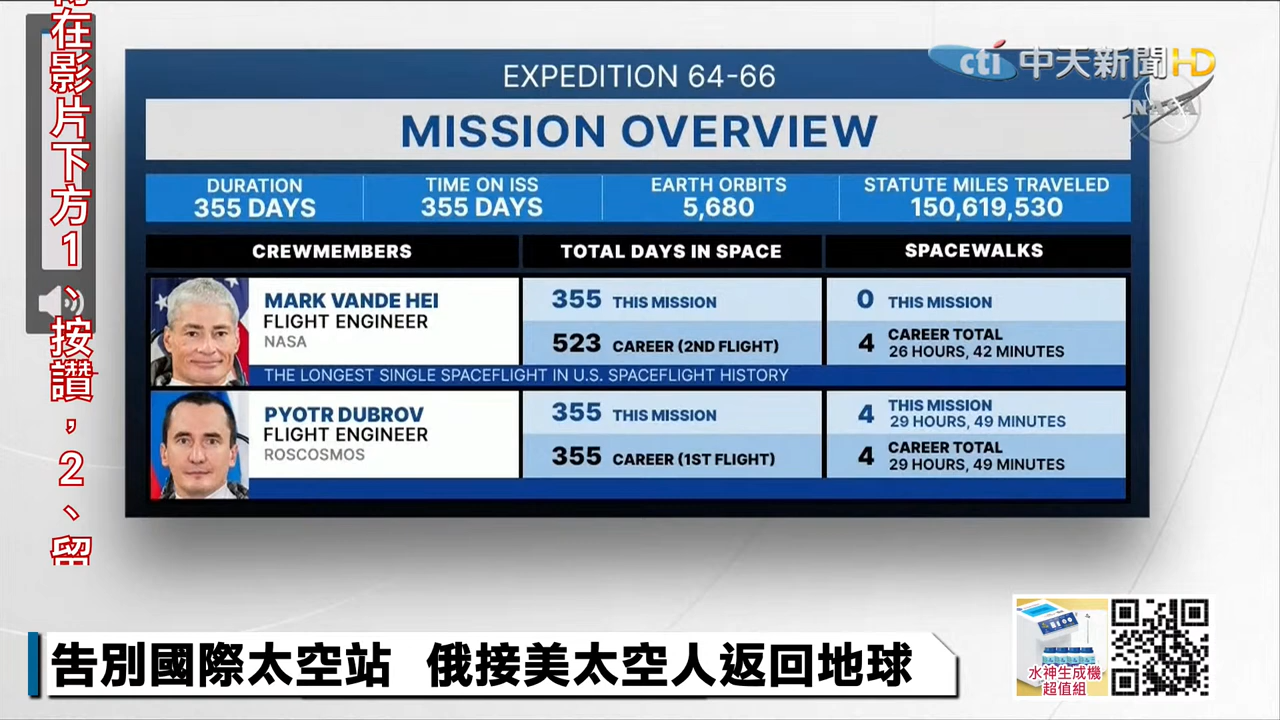 在影片下方1、按讚，2、留
cti 中天新聞HD
NASA
EXPEDITION 64-66
MISSION OVERVIEW
DURATION
355 DAYS
TIME ON ISS
355 DAYS
EARTH ORBITS
5,680
STATUTE MILES TRAVELED
150,619,530
CREWMEMBERS
TOTAL DAYS IN SPACE
SPACEWALKS
MARK VANDE HEI
FLIGHT ENGINEER
NASA
355 THIS MISSION
523 CAREER (2ND FLIGHT)
0 THIS MISSION
4 CAREER TOTAL
26 HOURS, 42 MINUTES
THE LONGEST SINGLE SPACEFLIGHT IN U.S. SPACEFLIGHT HISTORY
PYOTR DUBROV
FLIGHT ENGINEER
ROSCOSMOS
355 THIS MISSION
355 CAREER (1ST FLIGHT)
4 THIS MISSION
29 HOURS, 49 MINUTES
4 CAREER TOTAL
29 HOURS, 49 MINUTES
告別國際太空站 俄接美太空人返回地球
水神生成機
超值組